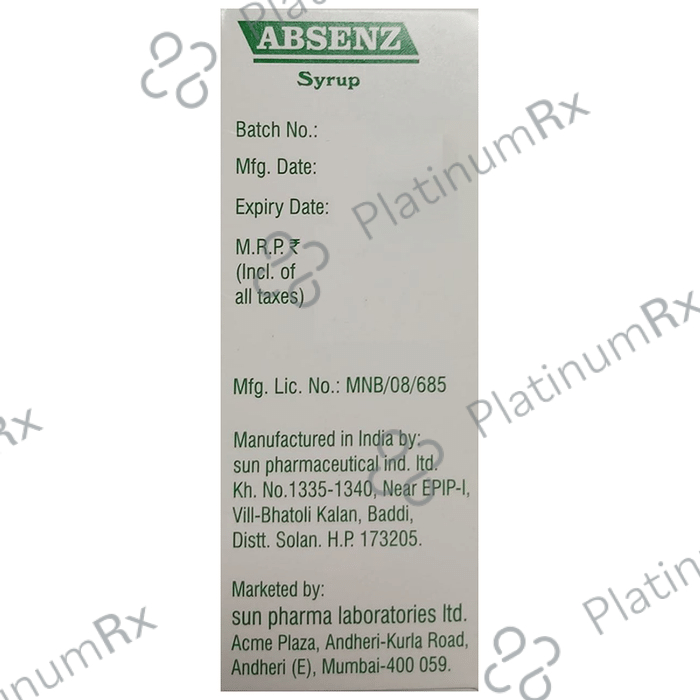 ABSENZ
Syrup
Batch No.:
Mfg. Date:
Expiry Date:
M.R.P. ₹
(Incl. of
all taxes)
Mfg. Lic. No.: MNB/08/685
Manufactured in India by:
sun pharmaceutical ind. ltd.
Kh. No.1335-1340, Near EPIP-I,
Vill-Bhatoli Kalan, Baddi,
Distt. Solan. H.P. 173205.
Marketed by:
sun pharma laboratories ltd.
Acme Plaza, Andheri-Kurla Road,
Andheri (E), Mumbai-400 059.
PlatinumRx
PlatinumRx
PlatinumRx
PlatinumRx